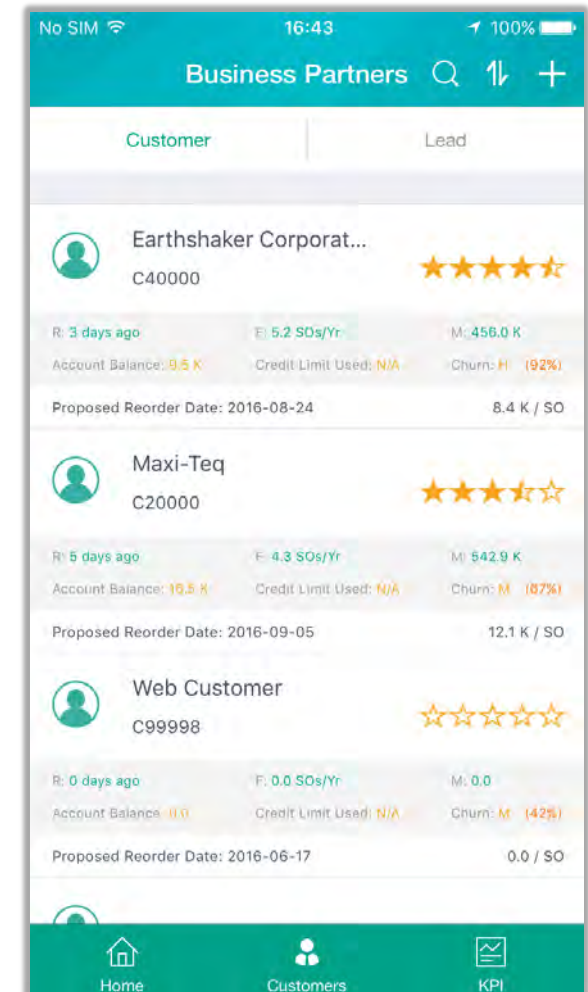 No SIM 16:43 100%
Business Partners
Customer Lead
Earthshaker Corporat...
C40000
R: 3 days ago F: 5.2 SOs/Yr M: 456.0 K
Account Balance: 9.5 K Credit Limit Used: N/A Churn: H (92%)
Proposed Reorder Date: 2016-08-24 8.4 K / SO
Maxi-Teq
C20000
R: 5 days ago F: 4.3 SOs/Yr M: 542.9 K
Account Balance: 16.5 K Credit Limit Used: N/A Churn: M (67%)
Proposed Reorder Date: 2016-09-05 12.1 K / SO
Web Customer
C99998
R: 0 days ago F: 0.0 SOs/Yr M: 0.0
Account Balance: 0.0 Credit Limit Used: N/A Churn: M (42%)
Proposed Reorder Date: 2016-06-17 0.0 / SO
Home Customers KPI